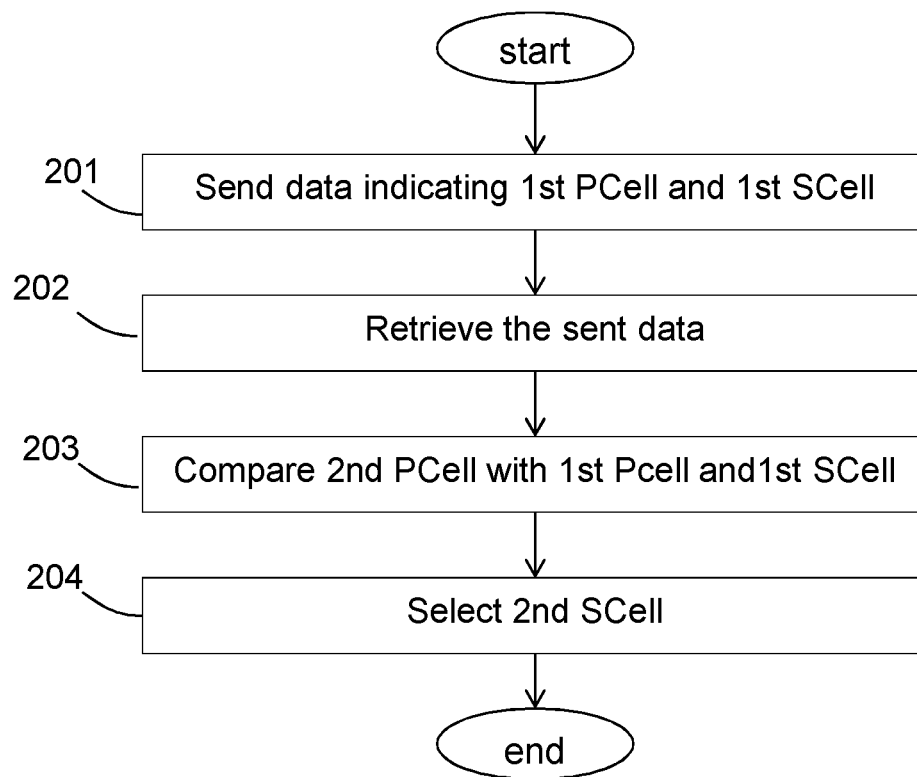 start
201
Send data indicating 1st PCell and 1st SCell
202
Retrieve the sent data
203
Compare 2nd PCell with 1st Pcell and1st SCell
204
Select 2nd SCell
end